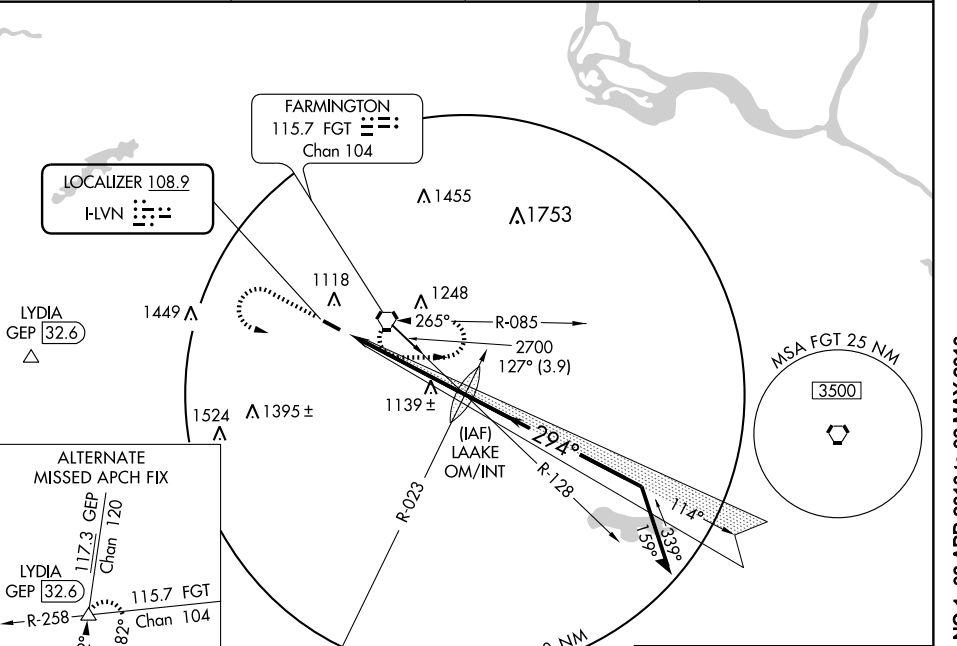 FARMINGTON
115.7 FGT
Chan 104
LOCALIZER 108.9
I-LVN
1455
1753
1118
1248
1449
265°
R-085
LYDIA
GEP 32.6
2700
127° (3.9)
MSA FGT 25 NM
3500
1139 ±
1524
1395 ±
(IAF)
LAAKE
OM/INT
294°
R-128
R-023
114°
339°
159°
ALTERNATE
MISSED APCH FIX
117.3 GEP
Chan 120
LYDIA
GEP 32.6
115.7 FGT
Chan 104
R-258
82°
NM